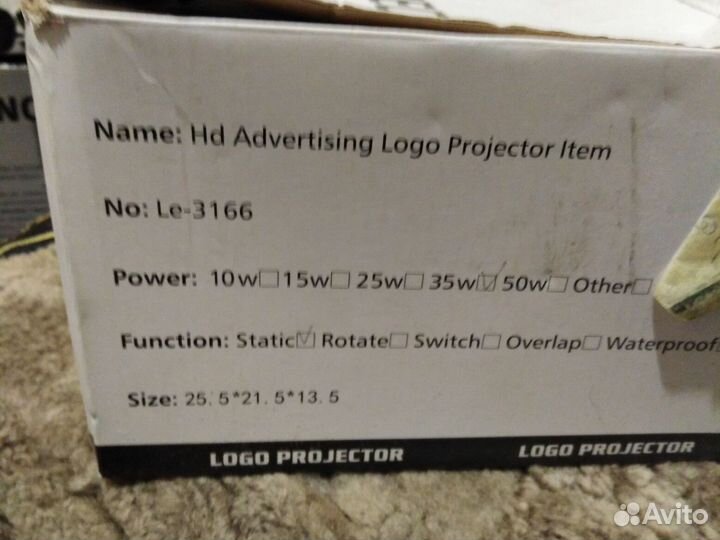 Name: Hd Advertising Logo Projector Item
No: Le-3166
Power: 10w☐ 15w☐ 25w☐ 35w☑ 50w☐ Other☐
Function: Static☑ Rotate☐ Switch☐ Overlap☐ Waterproof
Size: 25.5*21.5*13.5
LOGO PROJECTOR LOGO PROJECTOR
Avito